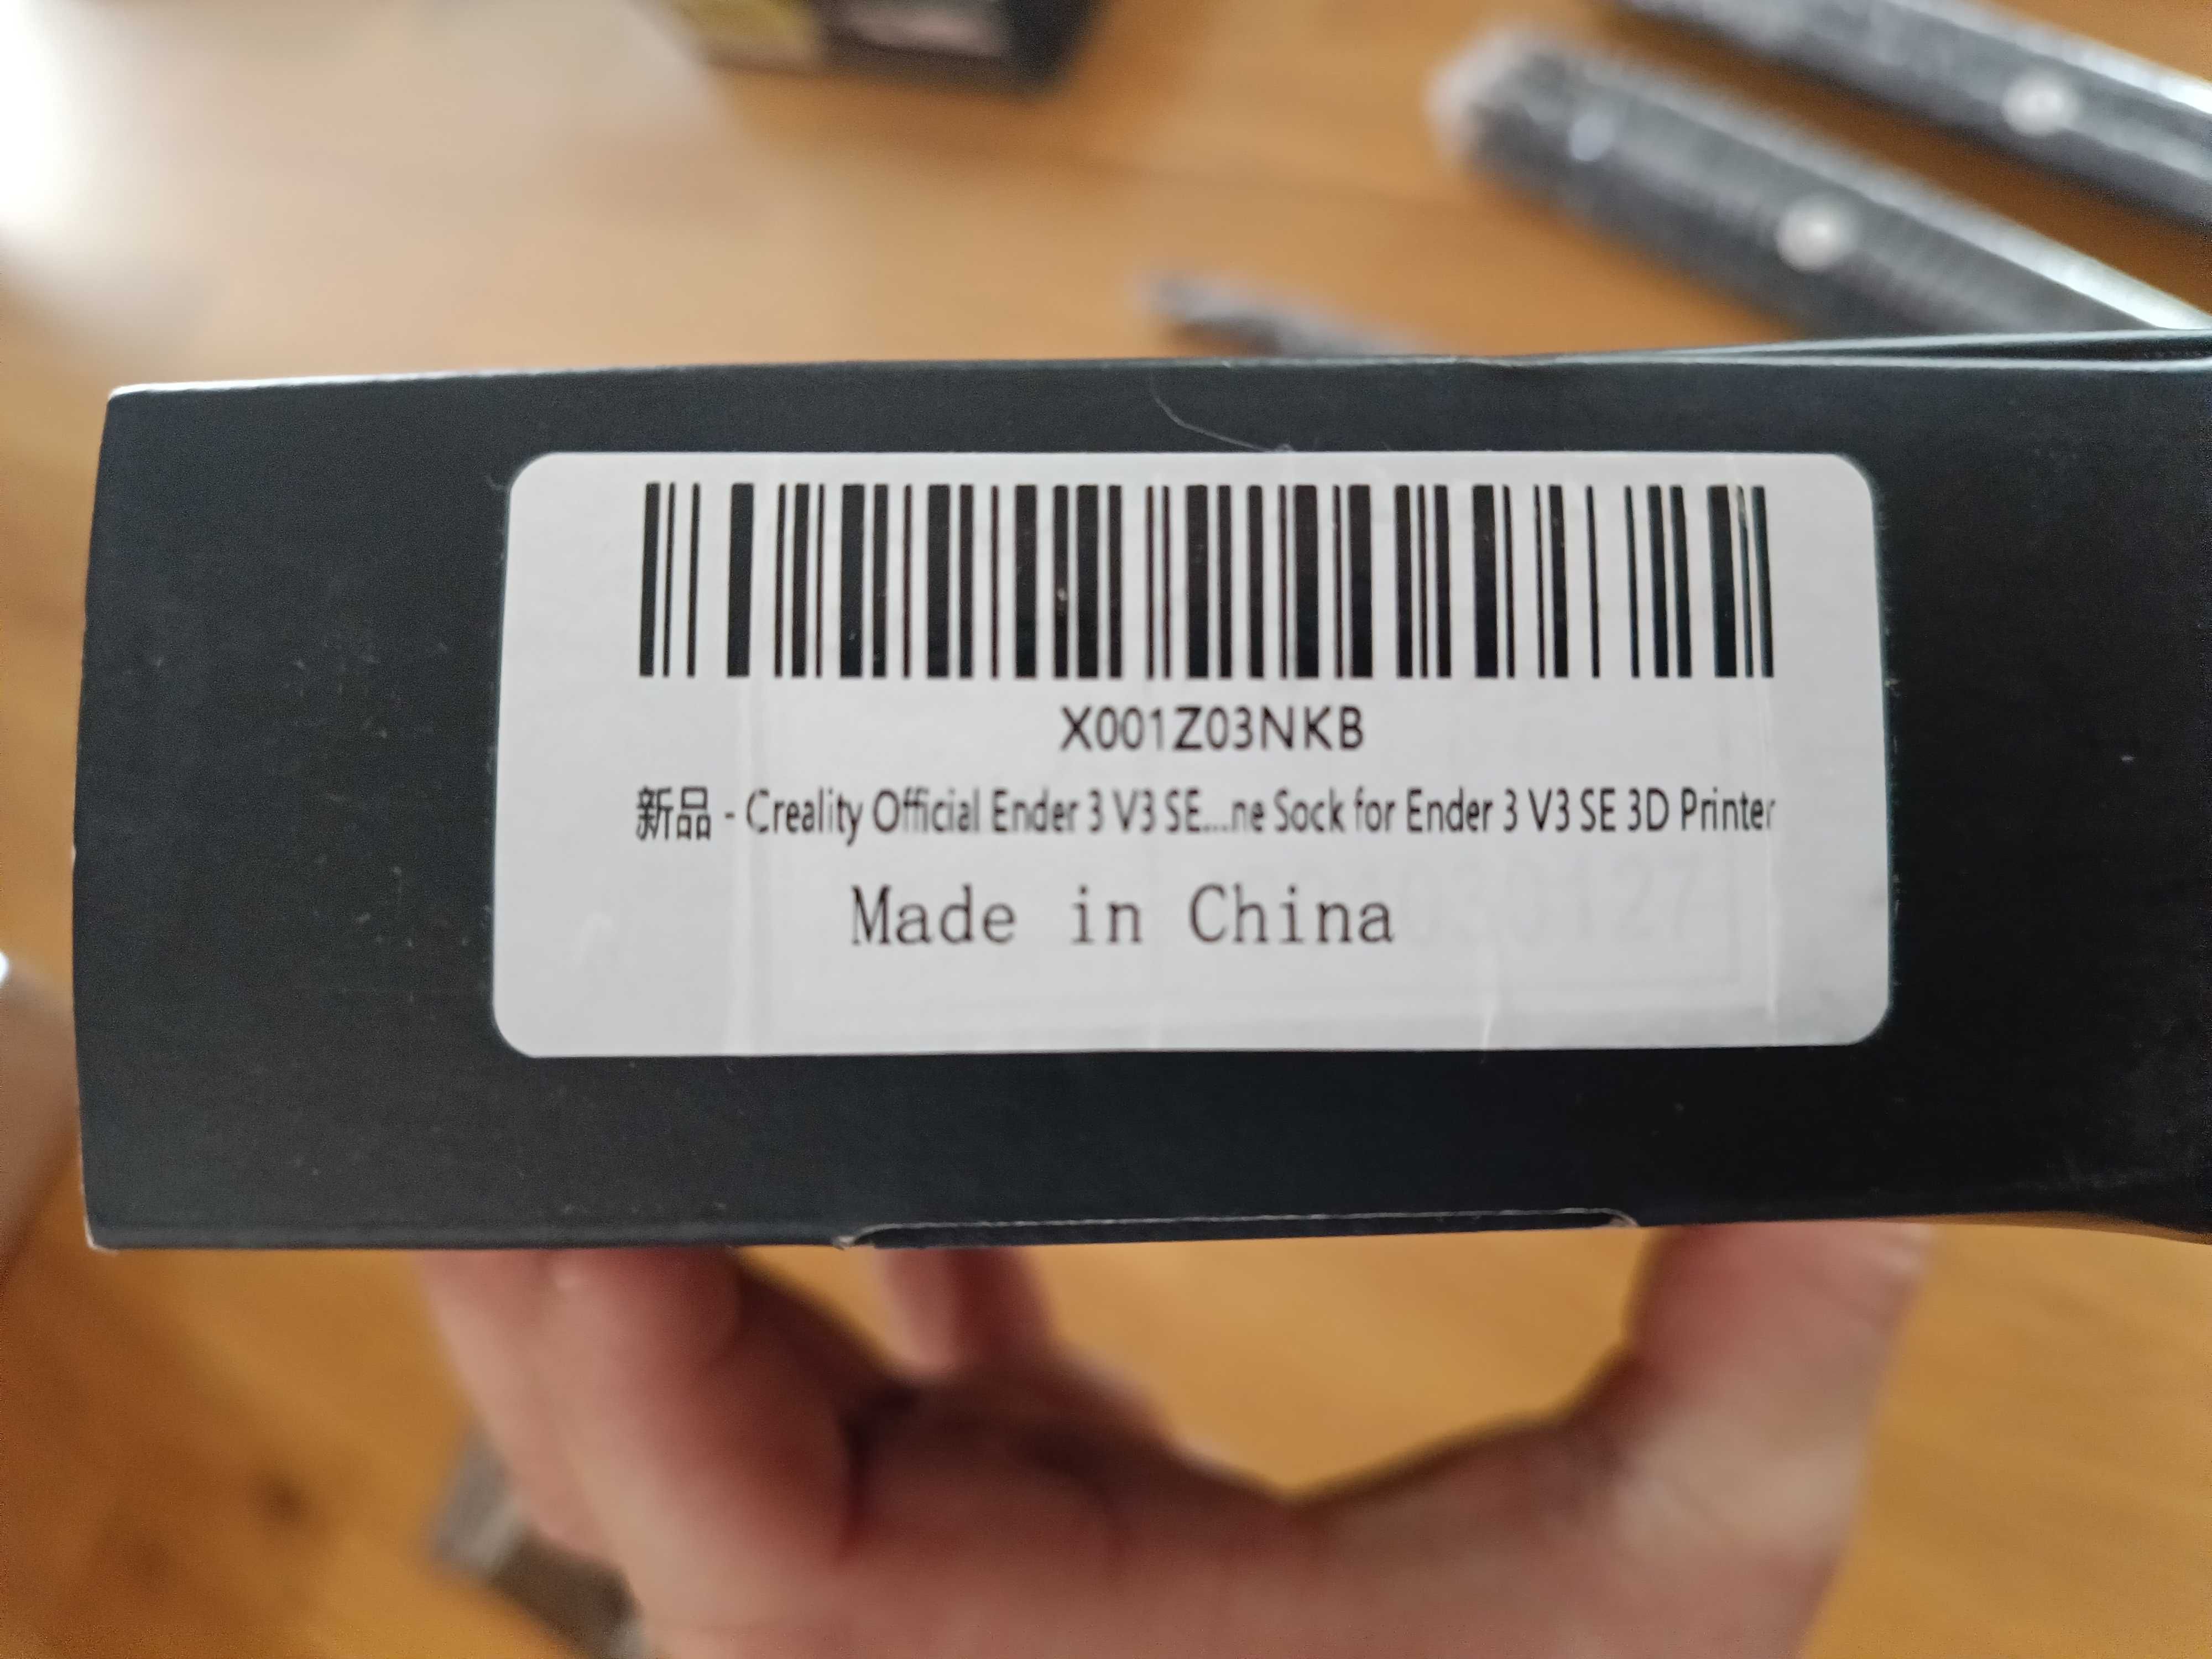 X001Z03NKB
新品 - Creality Official Ender 3 V3 SE...ne Sock for Ender 3 V3 SE 3D Printer
Made in China